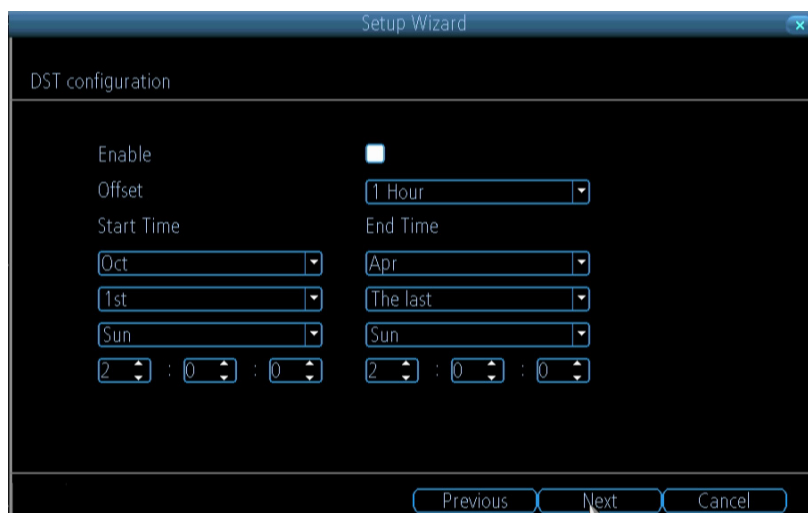 Setup Wizard
DST configuration
Enable
Offset 1 Hour
Start Time End Time
Oct Apr
1st The last
Sun Sun
2 : 0 : 0 2 : 0 : 0
Previous Next Cancel